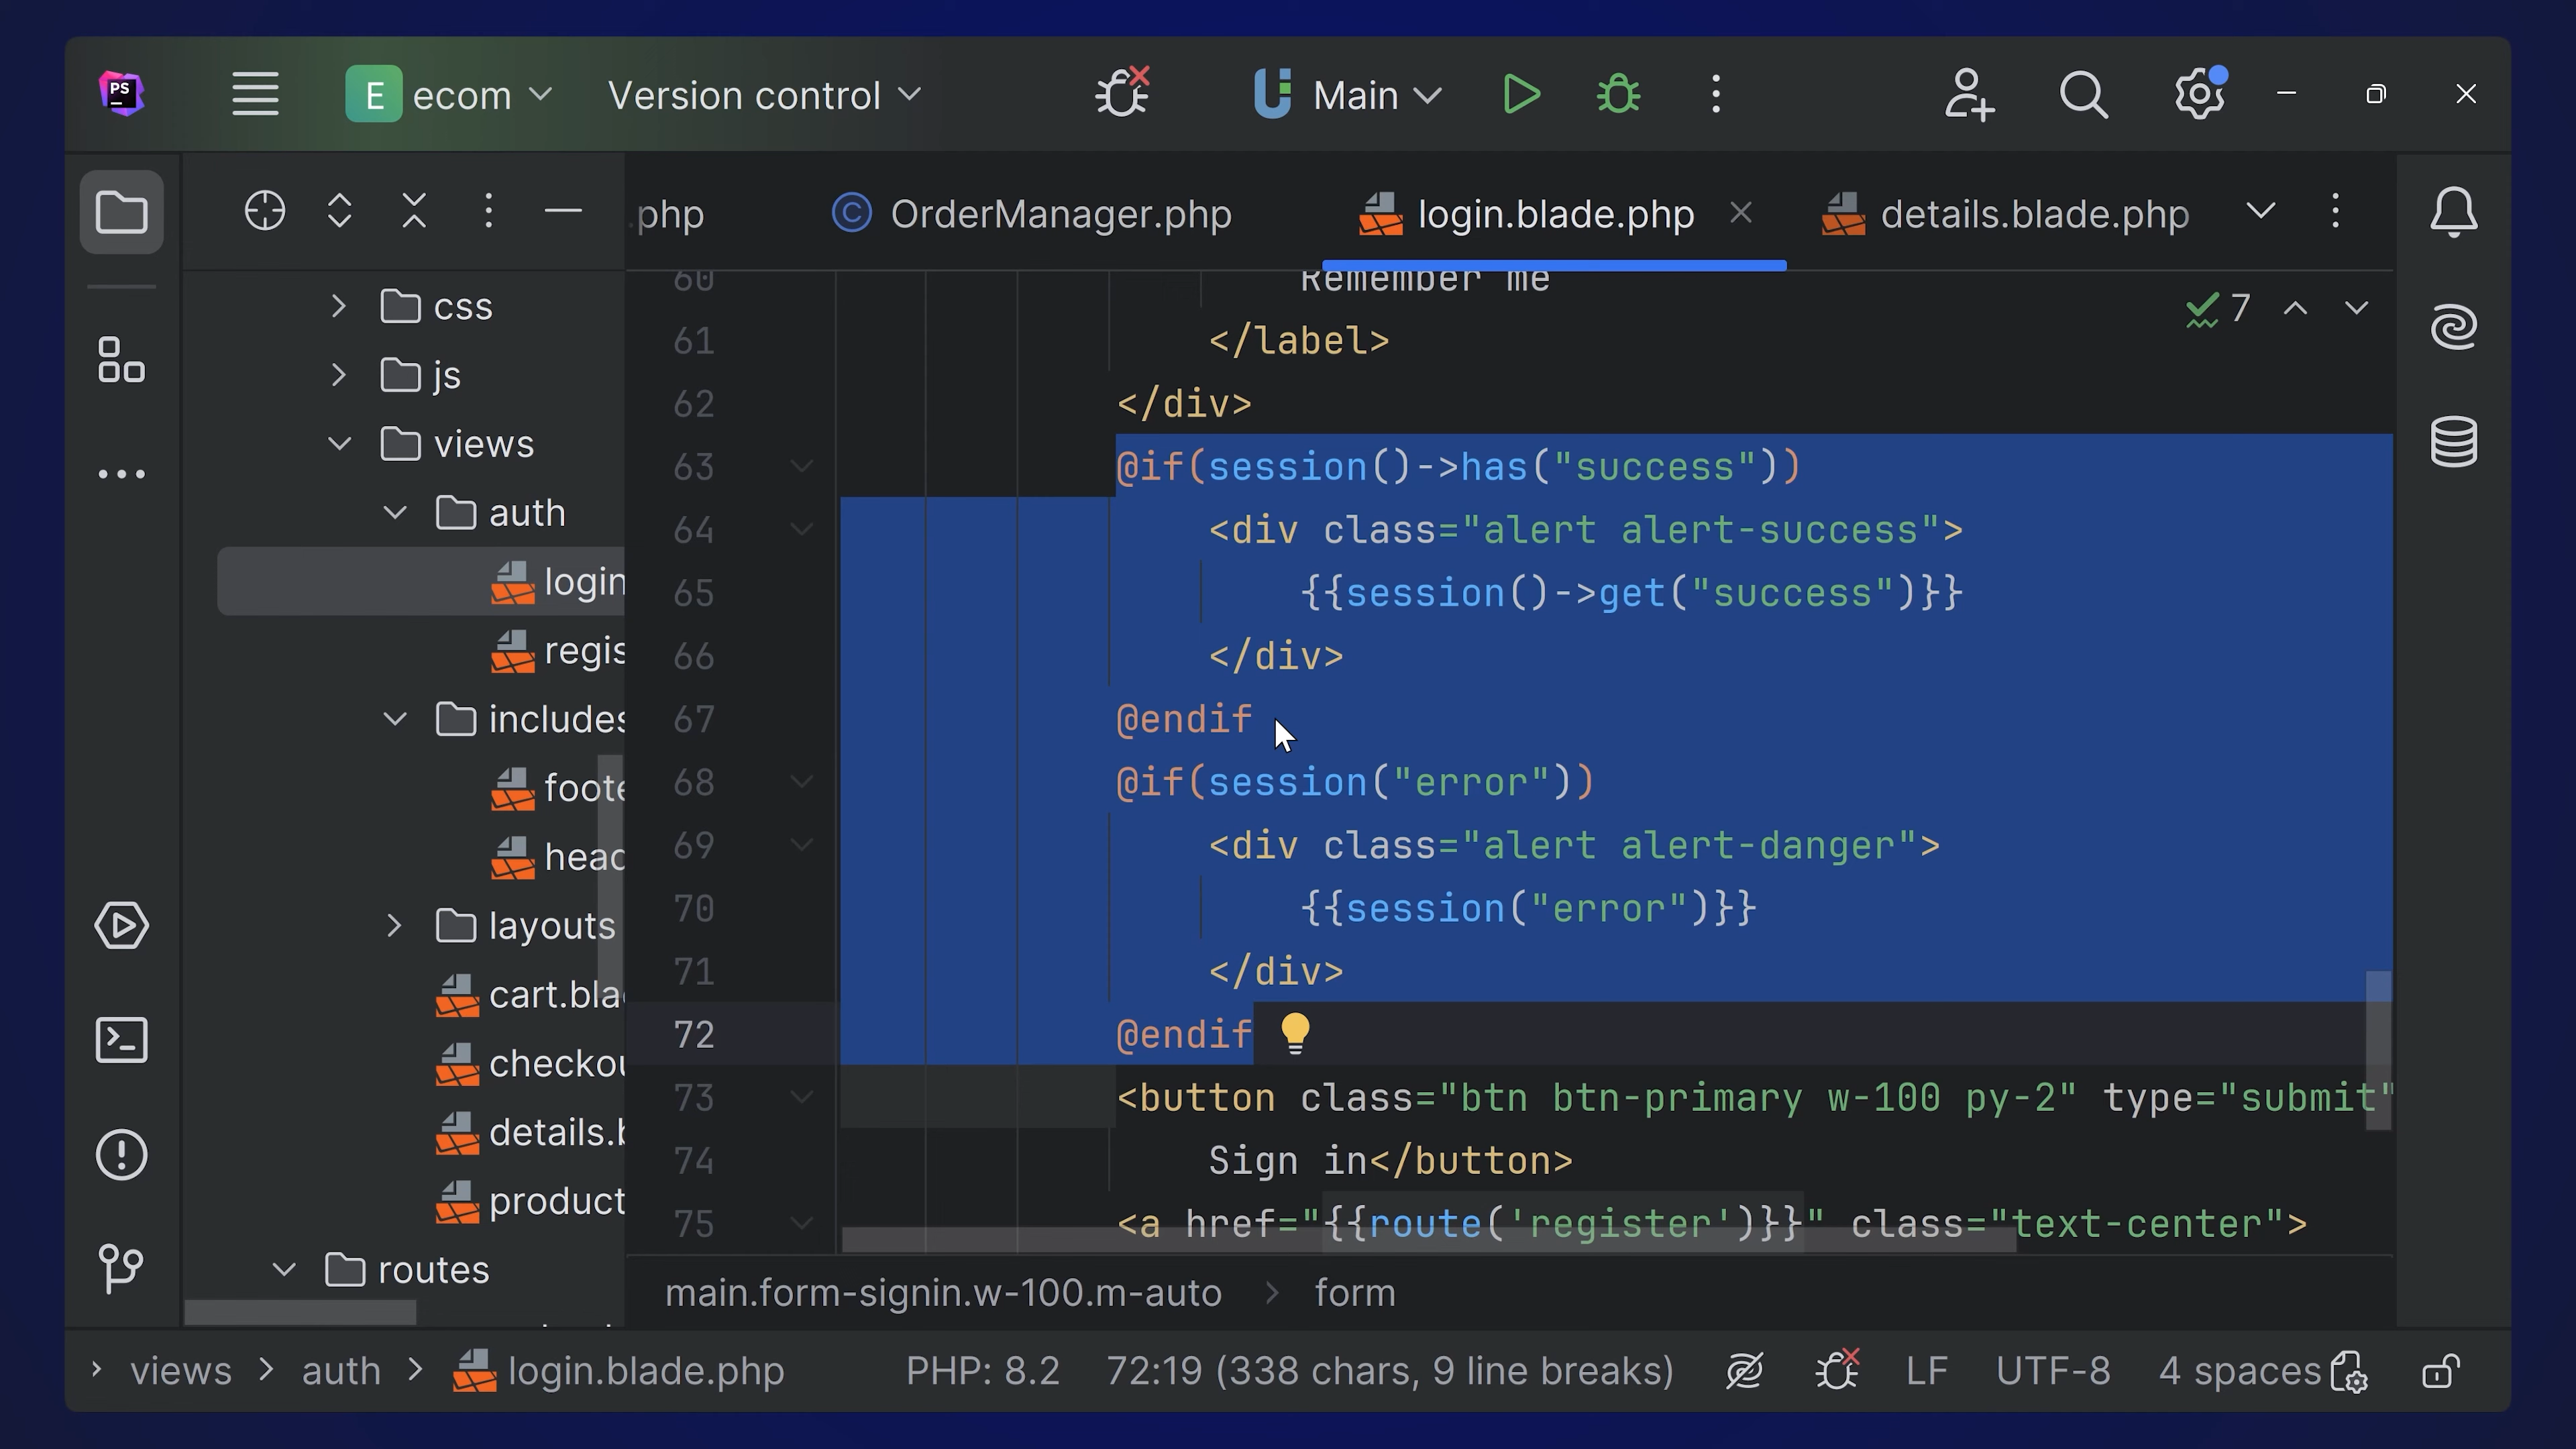 PS
E ecom
Version control
Main
.php
OrderManager.php
login.blade.php
details.blade.php
css
js
views
auth
login
regis
includes
foote
head
layouts
cart.bla
checkou
details.b
product
routes
7
60 Remember me
61 </label>
62 </div>
63 @if(session()->has("success"))
64 <div class="alert alert-success">
65 {{session()->get("success")}}
66 </div>
67 @endif
68 @if(session("error"))
69 <div class="alert alert-danger">
70 {{session("error")}}
71 </div>
72 @endif
73 <button class="btn btn-primary w-100 py-2" type="submit"
74 Sign in</button>
75 <a href="{{route('register')}}" class="text-center">
main.form-signin.w-100.m-auto > form
> views > auth > login.blade.php
PHP: 8.2
72:19 (338 chars, 9 line breaks)
LF
UTF-8
4 spaces